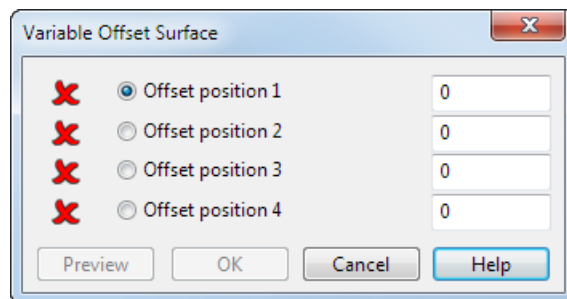 Variable Offset Surface
Offset position 1 0
Offset position 2 0
Offset position 3 0
Offset position 4 0
Preview OK Cancel Help